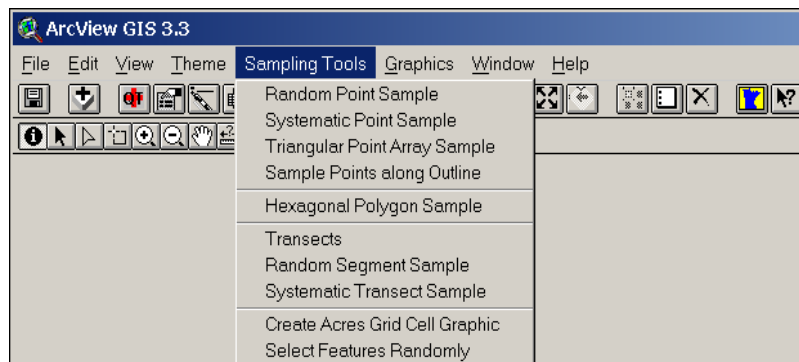 ArcView GIS 3.3
File Edit View Theme Sampling Tools Graphics Window Help
Random Point Sample
Systematic Point Sample
Triangular Point Array Sample
Sample Points along Outline
Hexagonal Polygon Sample
Transects
Random Segment Sample
Systematic Transect Sample
Create Acres Grid Cell Graphic
Select Features Randomly